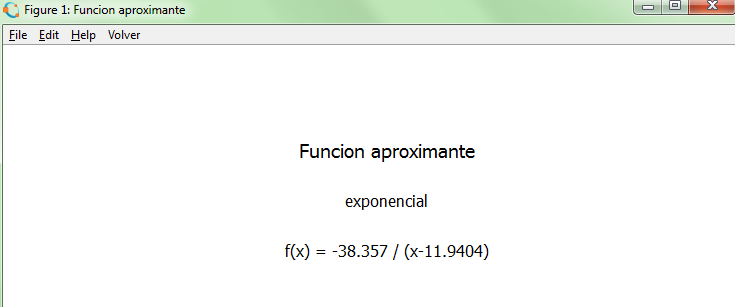 Figure 1: Funcion aproximante
File Edit Help Volver
Funcion aproximante
exponencial
f(x) = -38.357 / (x-11.9404)